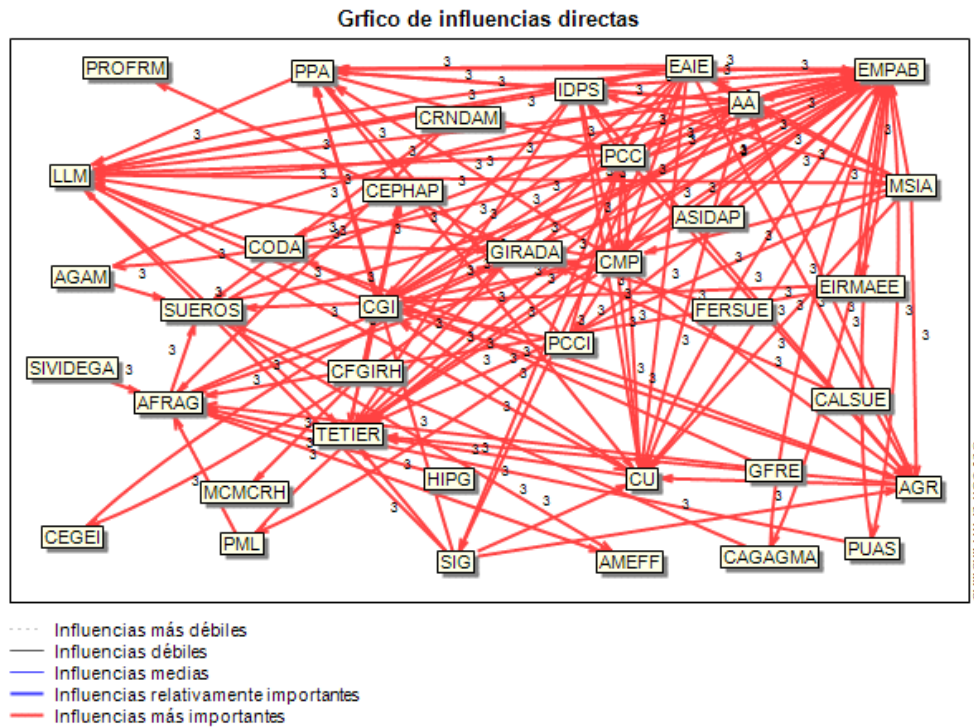 Grfico de influencias directas
PROFRM
PPA
EAIE
EMPAB
IDPS
AA
CRNDAM
PCC
LLM
CEPHAP
MSIA
ASIDAP
CODA
GIRADA
CMP
AGAM
EIRMAEE
SUEROS
CGI
FERSUE
PCCI
SIVIDEGA
CFGIRH
AFRAG
CALSUE
TETIER
HIPG
CU
GFRE
AGR
MCMCRH
CEGEI
PML
SIG
AMEFF
CAGAGMA
PUAS
Influencias más débiles
Influencias débiles
Influencias medias
Influencias relativamente importantes
Influencias más importantes